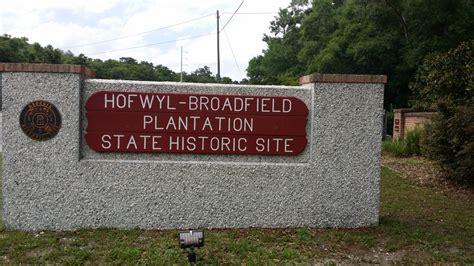 HOFWYL-BROADFIELD
PLANTATION
STATE HISTORIC SITE